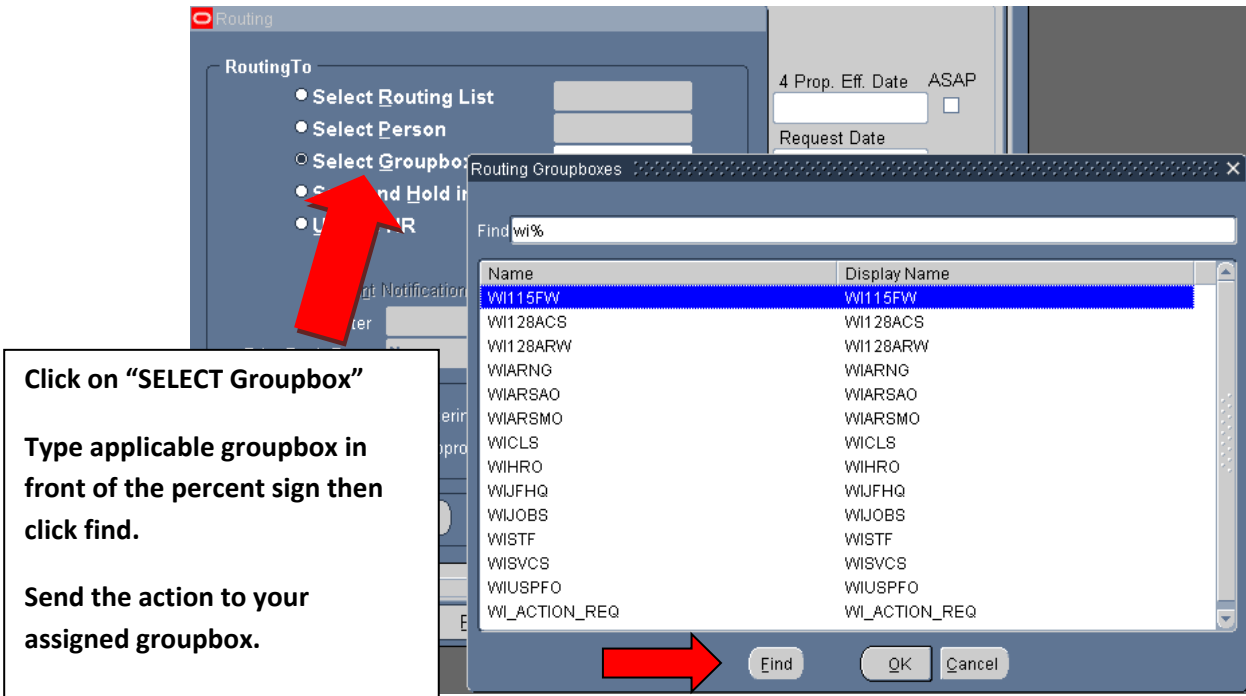 Routing
RoutingTo
Select Routing List
Select Person
Select Groupbox
nd Hold in
4 Prop. Eff. Date ASAP
Request Date
Routing Groupboxes
Find wi%
Name Display Name
WI115FW WI115FW
WI128ACS WI128ACS
WI128ARW WI128ARW
WIARNG WIARNG
WIARSAO WIARSAO
WIARSMO WIARSMO
WICLS WICLS
WIHRO WIHRO
WIJFHQ WIJFHQ
WIJOBS WIJOBS
WISTF WISTF
WISVCS WISVCS
WIUSPFO WIUSPFO
WI_ACTION_REQ WI_ACTION_REQ
Find OK Cancel
Notification
Click on “SELECT Groupbox”
Type applicable groupbox in
front of the percent sign then
click find.
Send the action to your
assigned groupbox.